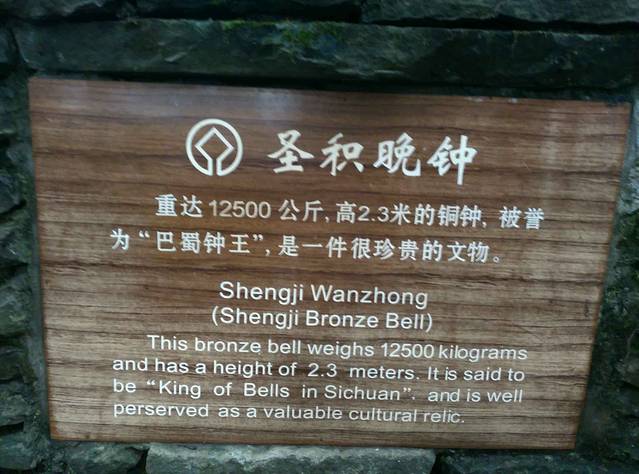 圣积晚钟
重达12500公斤,高2.3米的铜钟, 被誉
为“巴蜀钟王”,是一件很珍贵的文物。
Shengji Wanzhong
(Shengji Bronze Bell)
This bronze bell weighs 12500 kilograms
and has a height of 2.3 meters. It is said to
be “King of Bells in Sichuan”. and is well
perserved as a valuable cultural relic.